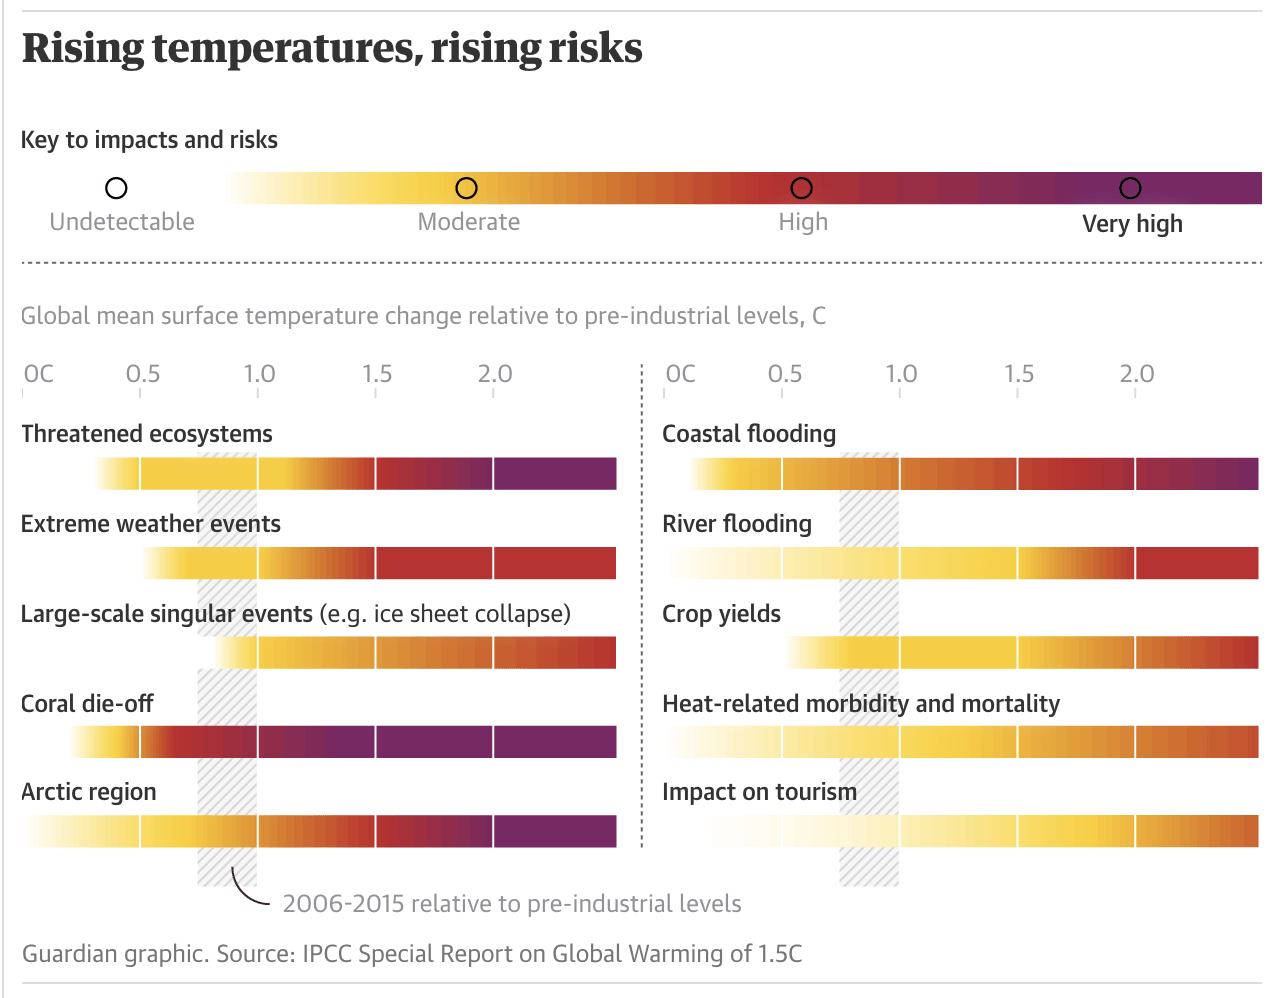 Rising temperatures, rising risks
Key to impacts and risks
Undetectable Moderate High Very high
Global mean surface temperature change relative to pre-industrial levels, C
0C 0.5 1.0 1.5 2.0
Threatened ecosystems
Extreme weather events
Large-scale singular events (e.g. ice sheet collapse)
Coral die-off
Arctic region
0C 0.5 1.0 1.5 2.0
Coastal flooding
River flooding
Crop yields
Heat-related morbidity and mortality
Impact on tourism
2006-2015 relative to pre-industrial levels
Guardian graphic. Source: IPCC Special Report on Global Warming of 1.5C